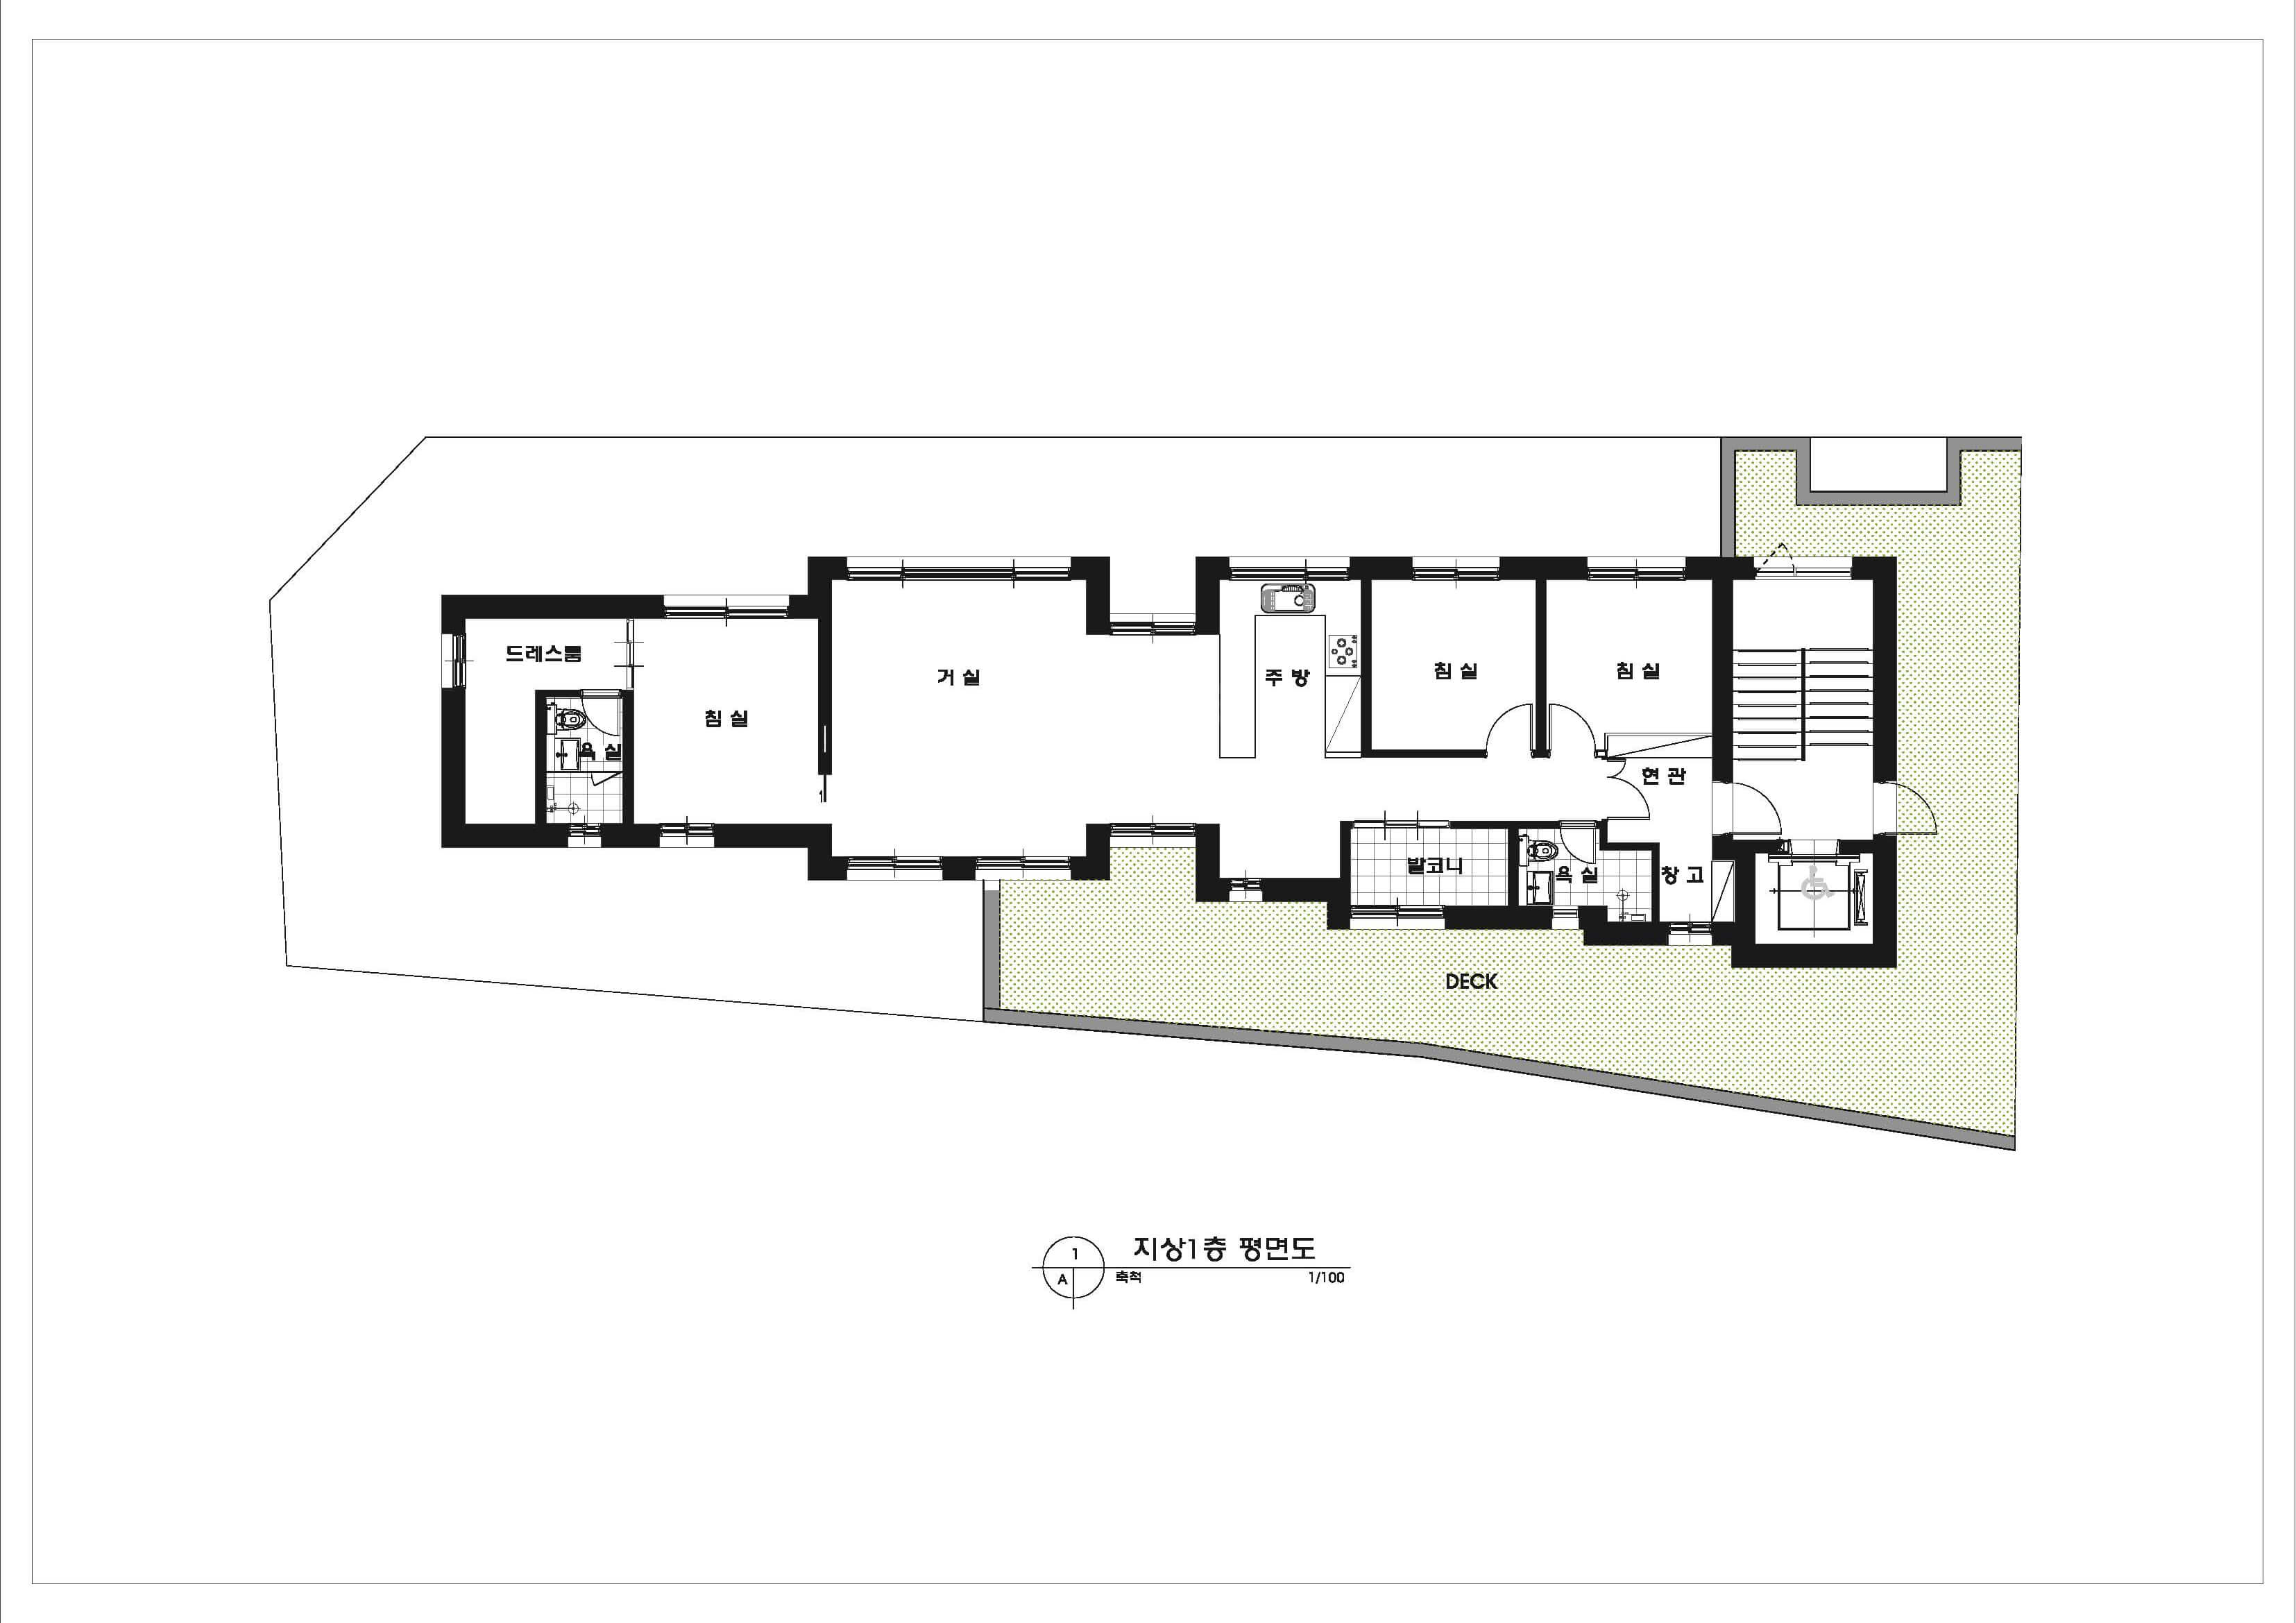 드레스룸
침 실
욕 실
거 실
주 방
침 실
침 실
현 관
발코니
욕 실
창 고
DECK
1
A
지상1층 평면도
축척 1/100